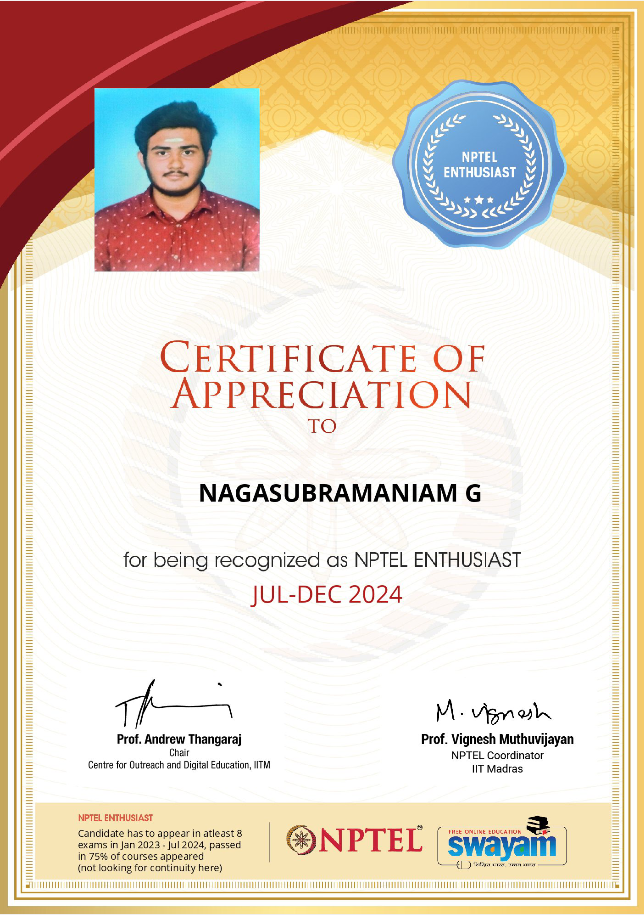 NPTEL
ENTHUSIAST
CERTIFICATE OF
APPRECIATION
TO
NAGASUBRAMANIAM G
for being recognized as NPTEL ENTHUSIAST
JUL-DEC 2024
M. Vignesh
Prof. Andrew Thangaraj
Chair
Centre for Outreach and Digital Education, IITM
Prof. Vignesh Muthuvijayan
NPTEL Coordinator
IIT Madras
NPTEL ENTHUSIAST
Candidate has to appear in atleast 8
exams in Jan 2023 - Jul 2024, passed
in 75% of courses appeared
(not looking for continuity here)
NPTEL
FREE ONLINE EDUCATION
swayam